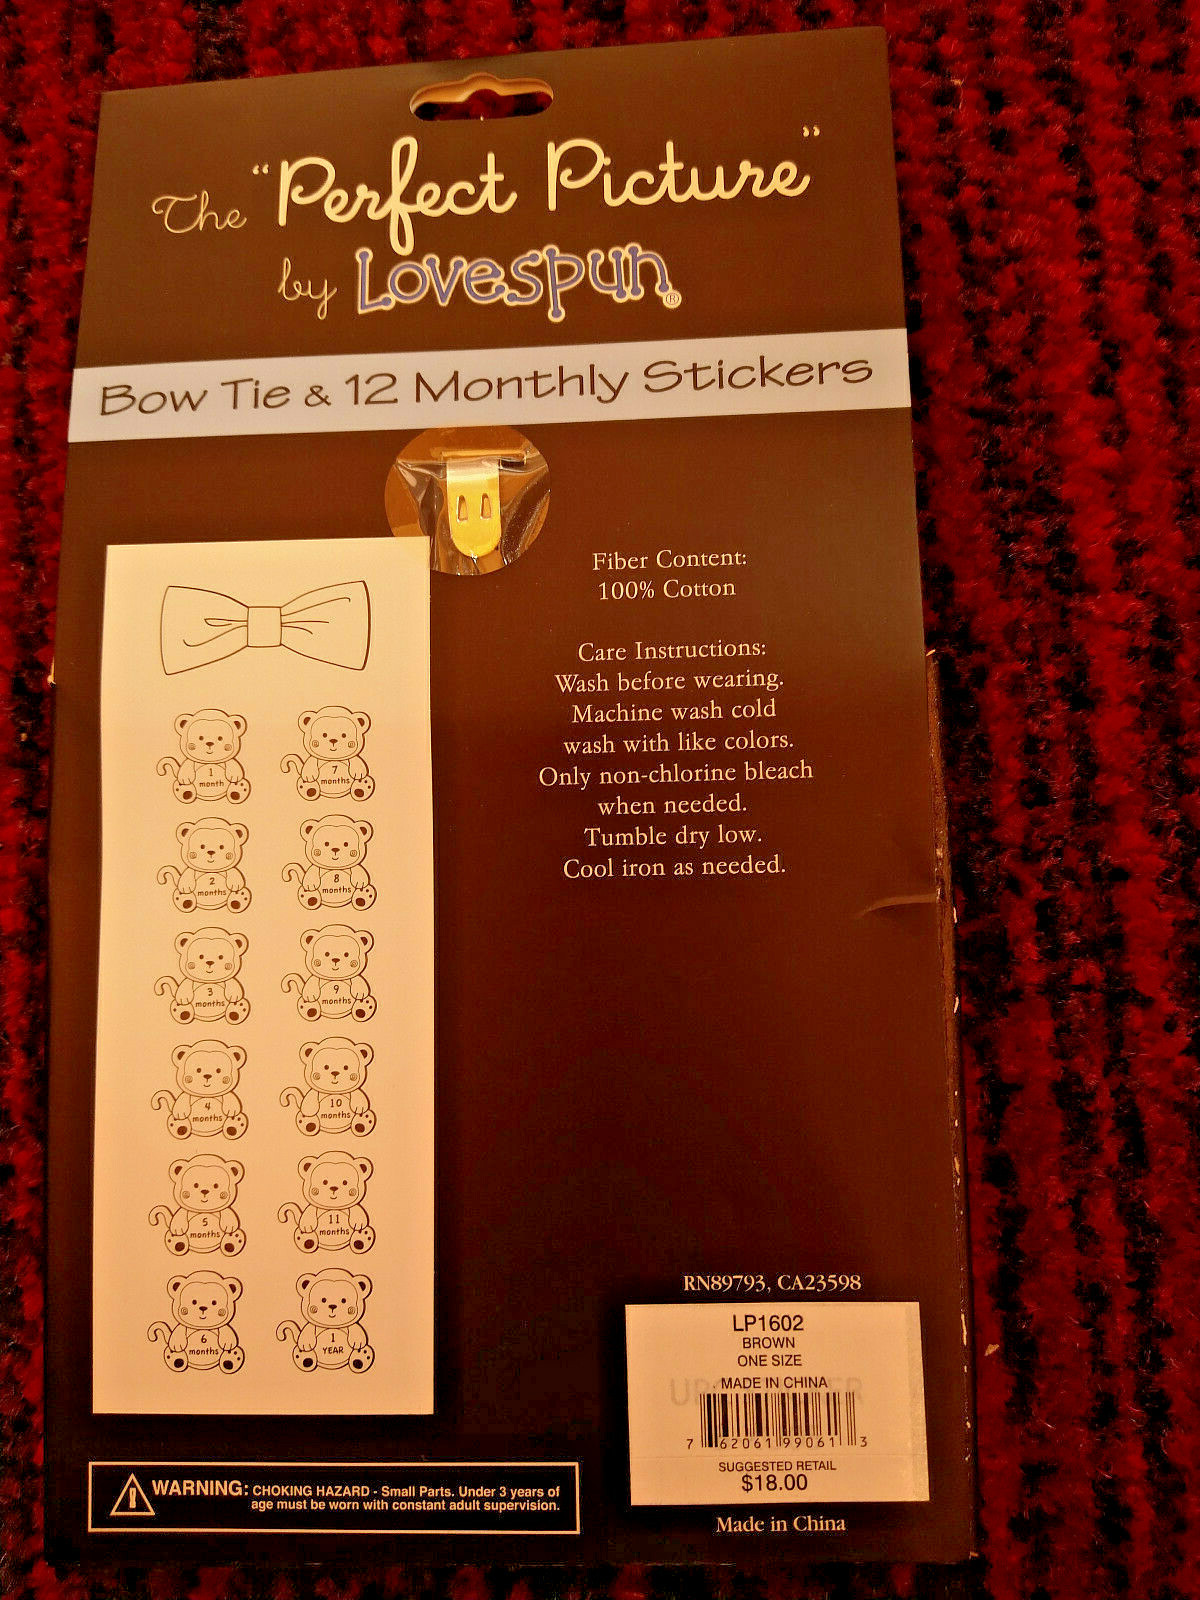 The "Perfect Picture"
by Lovespun®
Bow Tie & 12 Monthly Stickers
Fiber Content:
100% Cotton
Care Instructions:
Wash before wearing.
Machine wash cold
wash with like colors.
Only non-chlorine bleach
when needed.
Tumble dry low.
Cool iron as needed.
1
month
7
months
2
months
8
months
3
months
9
months
4
months
10
months
5
months
11
months
6
months
1
YEAR
WARNING: CHOKING HAZARD - Small Parts. Under 3 years of
age must be worn with constant adult supervision.
RN89793, CA23598
LP1602
BROWN
ONE SIZE
MADE IN CHINA
7 62061 99061 3
SUGGESTED RETAIL
$18.00
Made in China